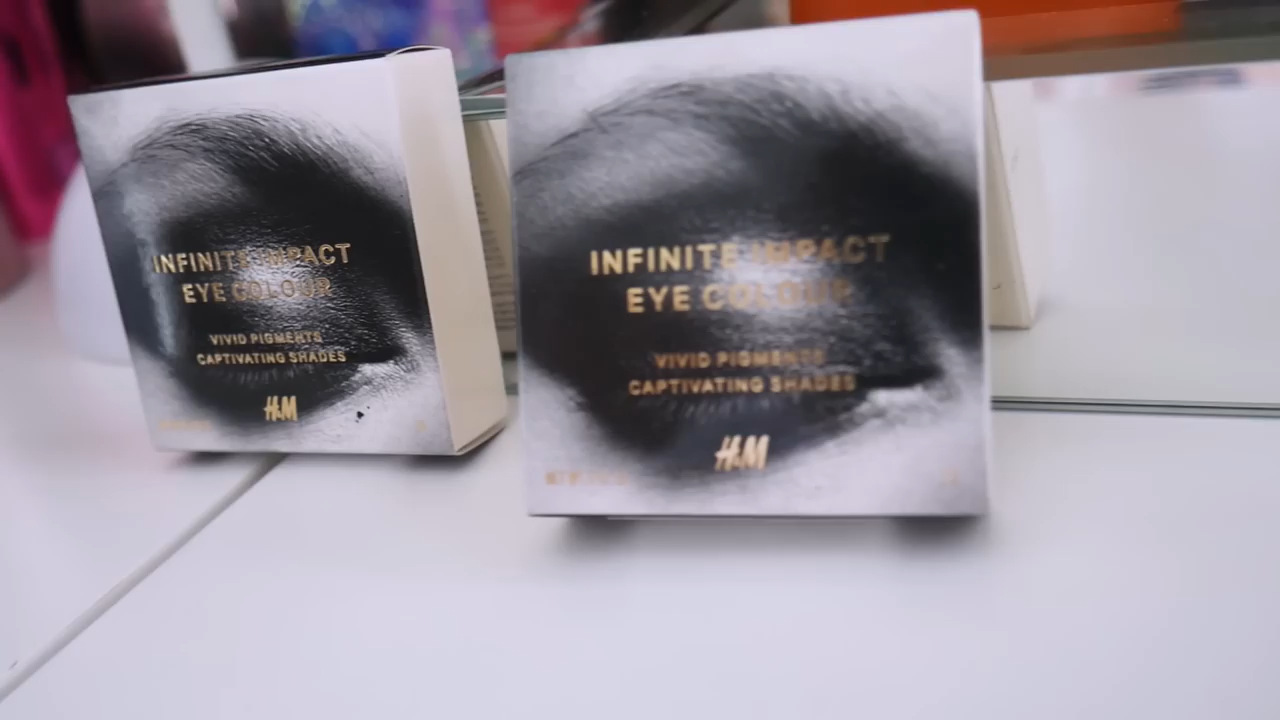 INFINITE IMPACT
EYE COLOUR
VIVID PIGMENTS
CAPTIVATING SHADES
H&M
INFINITE IMPACT
EYE COLOUR
VIVID PIGMENTS
CAPTIVATING SHADES
H&M